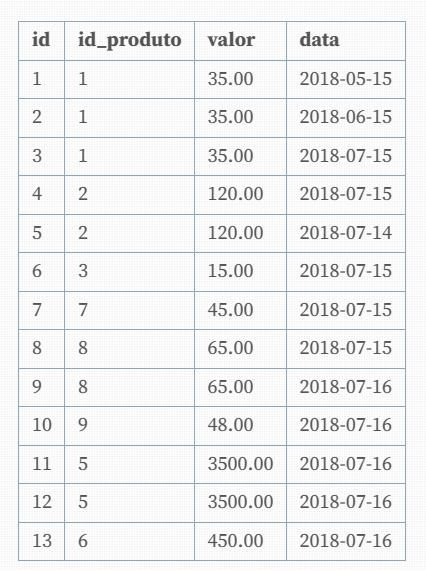 id id_produto valor data
1 1 35.00 2018-05-15
2 1 35.00 2018-06-15
3 1 35.00 2018-07-15
4 2 120.00 2018-07-15
5 2 120.00 2018-07-14
6 3 15.00 2018-07-15
7 7 45.00 2018-07-15
8 8 65.00 2018-07-15
9 8 65.00 2018-07-16
10 9 48.00 2018-07-16
11 5 3500.00 2018-07-16
12 5 3500.00 2018-07-16
13 6 450.00 2018-07-16